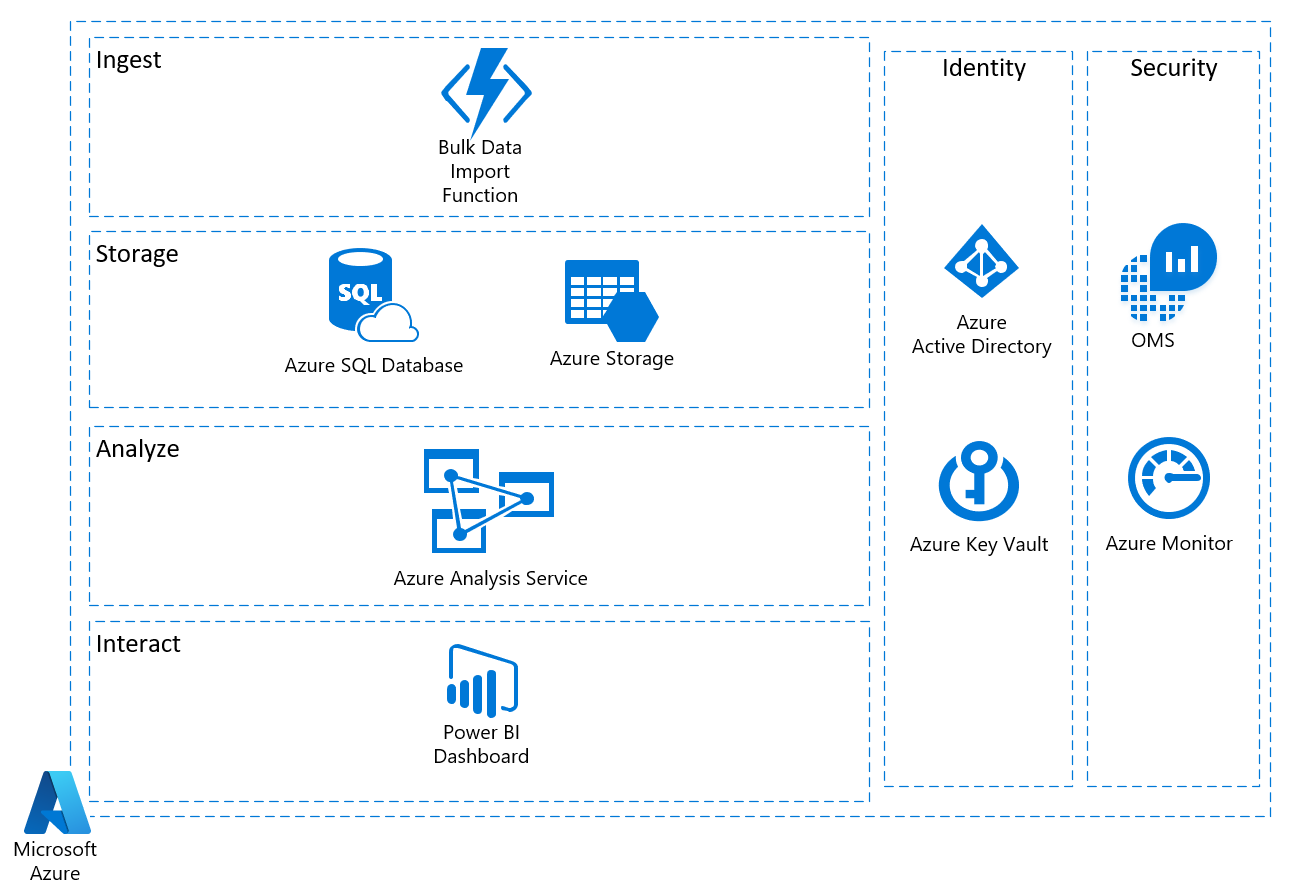 Ingest
Bulk Data
Import
Function
Storage
SQL
Azure SQL Database
Azure Storage
Analyze
Azure Analysis Service
Interact
Power BI
Dashboard
Identity
Azure
Active Directory
Azure Key Vault
Security
OMS
Azure Monitor
Microsoft
Azure